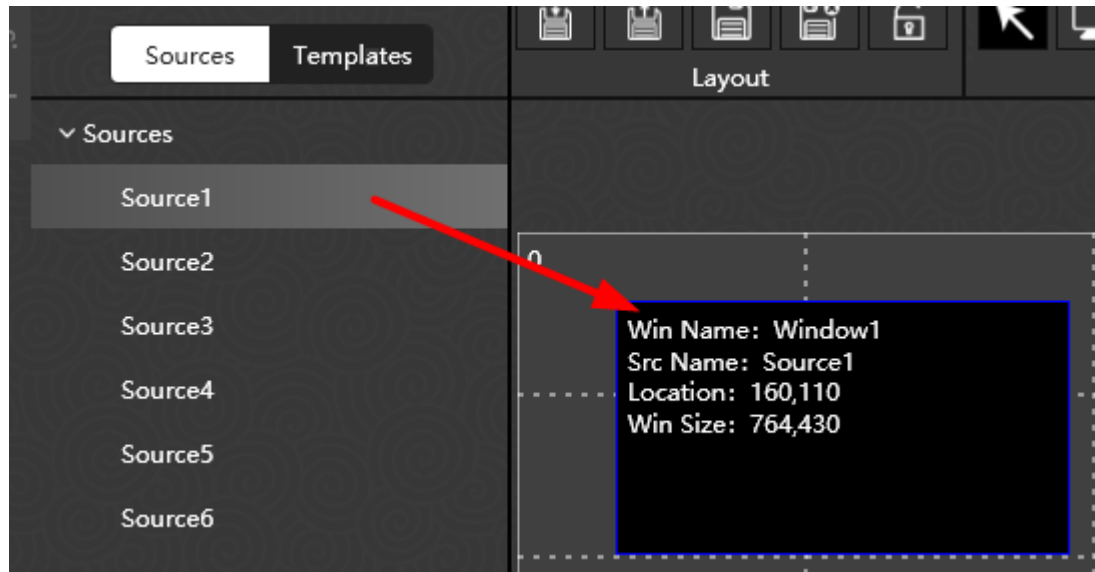 Sources
Templates
Layout
Sources
Source1
Source2
Source3
Source4
Source5
Source6
0
Win Name: Window1
Src Name: Source1
Location: 160,110
Win Size: 764,430